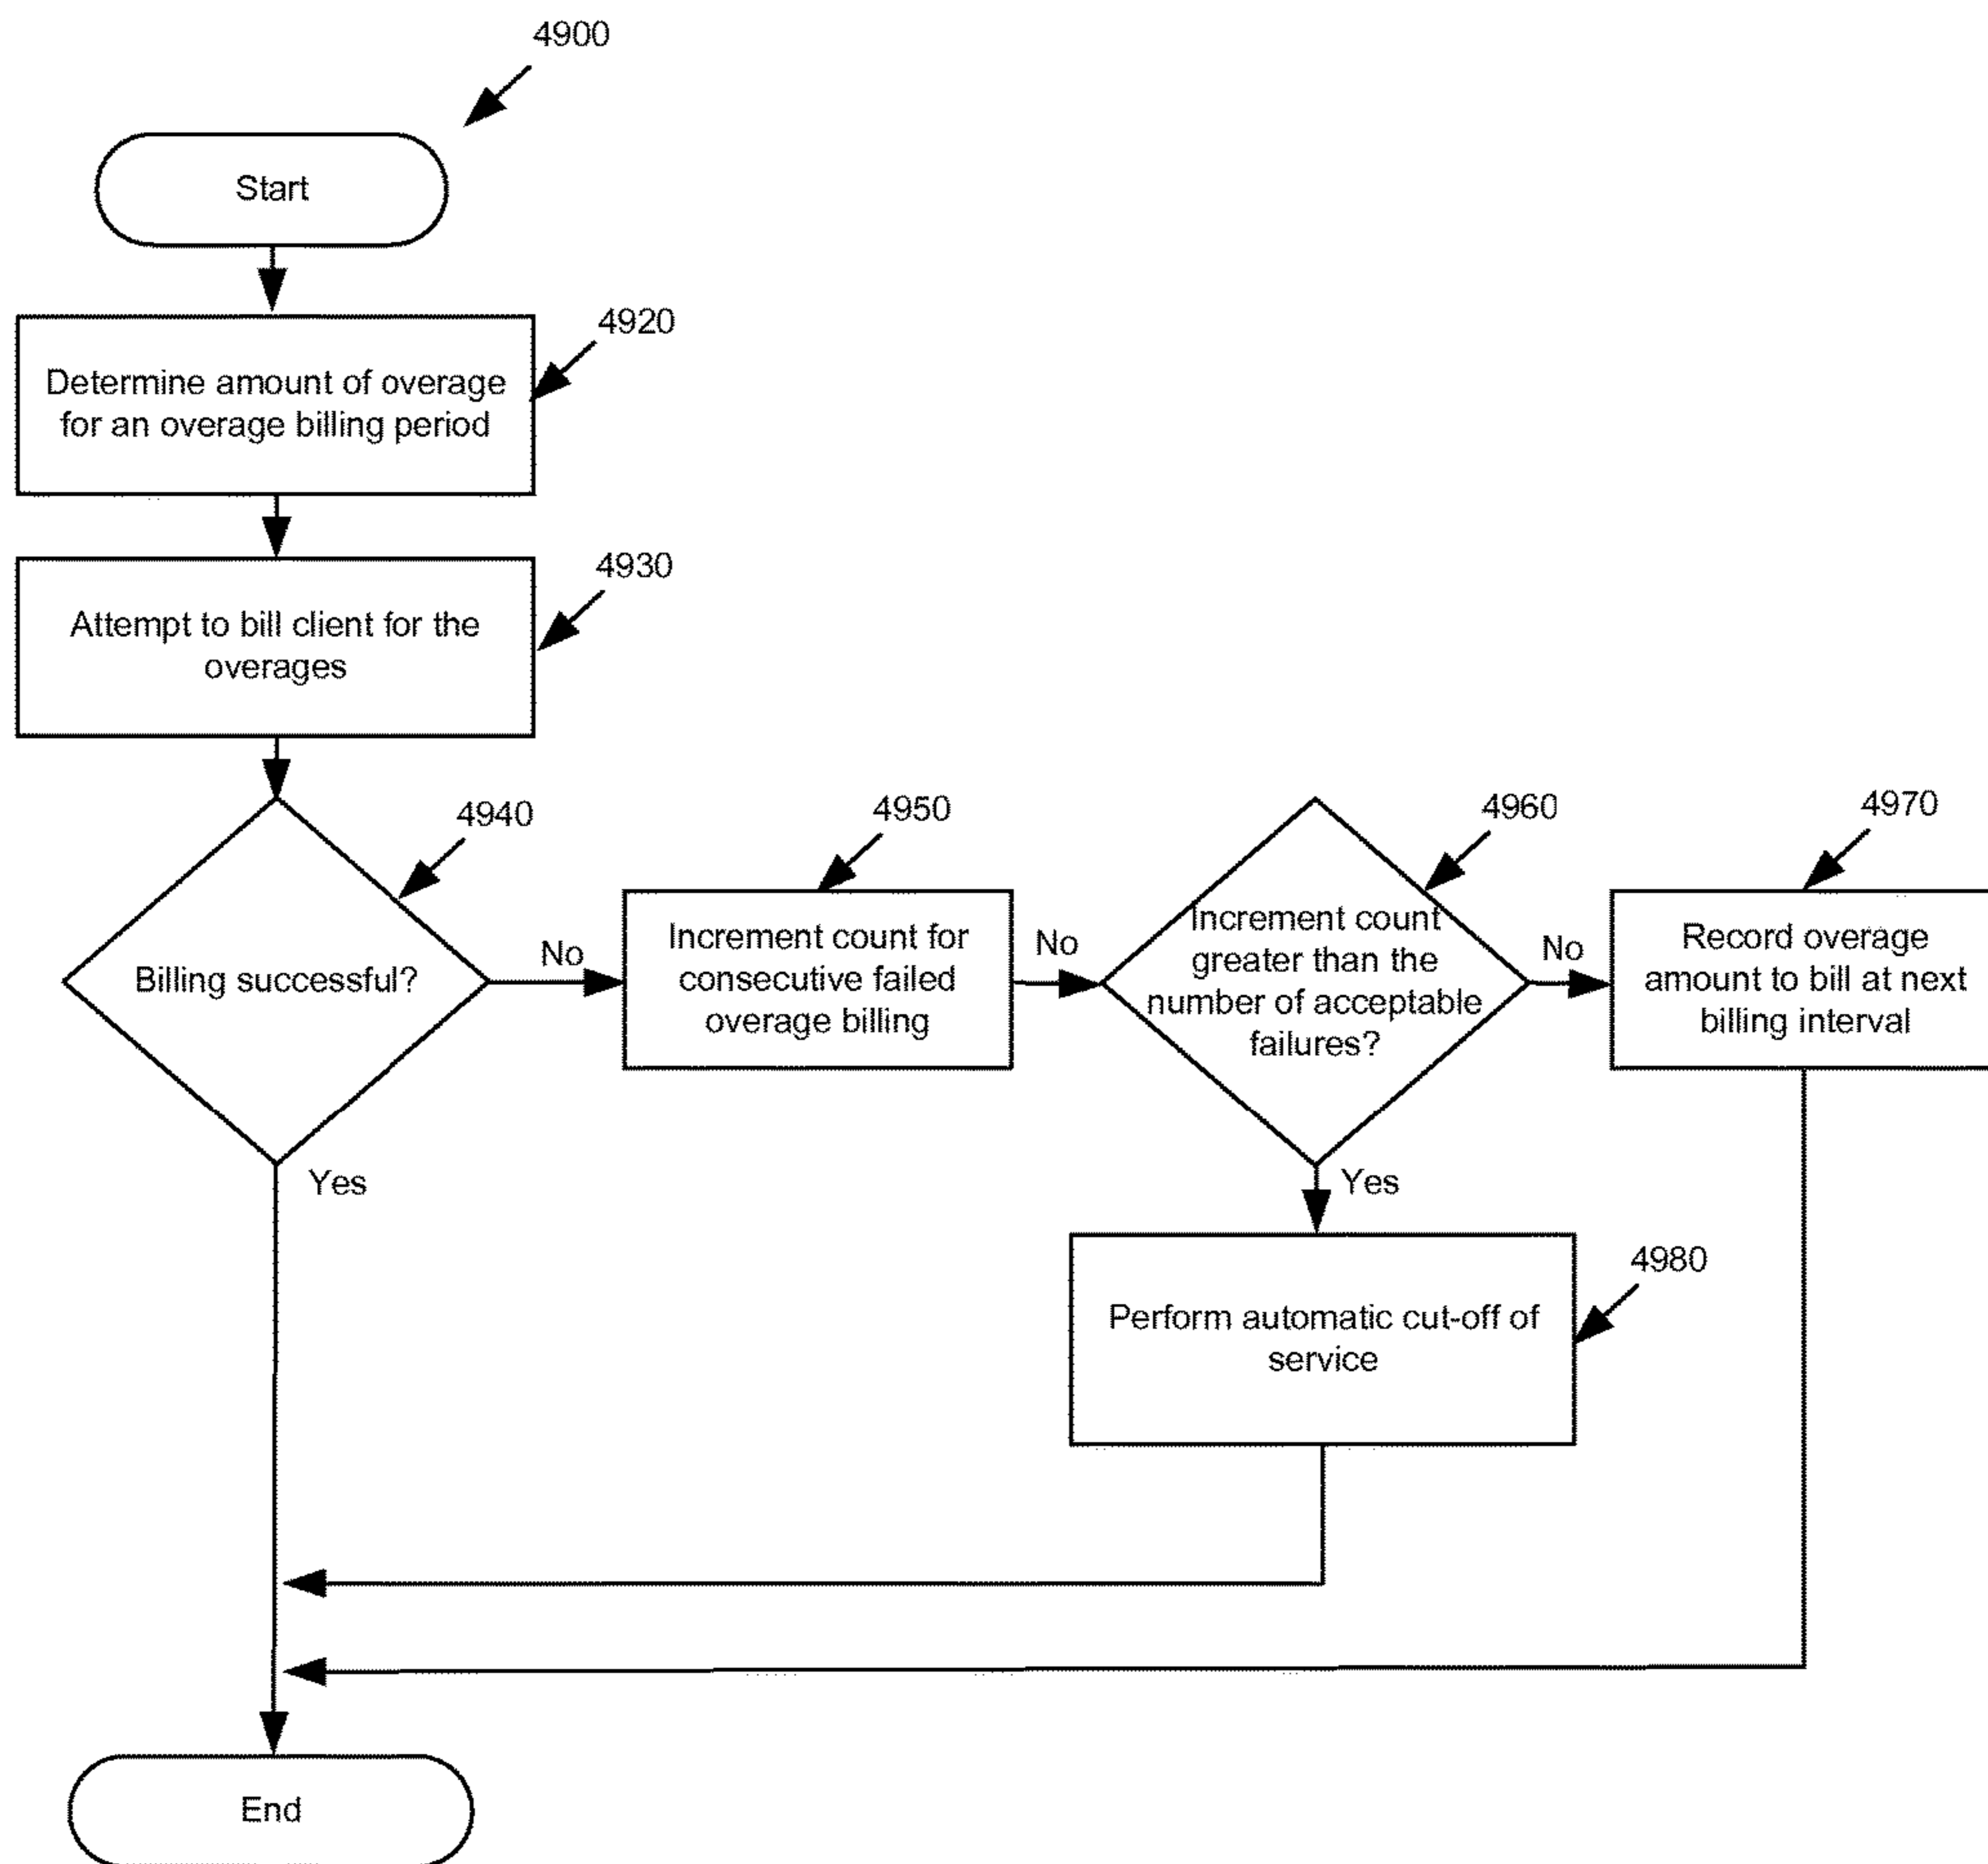 4900
Start
4920
Determine amount of overage
for an overage billing period
4930
Attempt to bill client for the
overages
4940
Billing successful?
No
Yes
4950
Increment count for
consecutive failed
overage billing
No
4960
Increment count
greater than the
number of acceptable
failures?
No
Yes
4970
Record overage
amount to bill at next
billing interval
4980
Perform automatic cut-off of
service
End